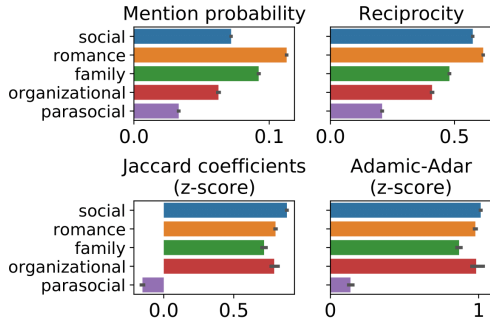 Mention probability
Reciprocity
social
romance
family
organizational
parasocial
0.0
0.1
0.0
0.5
Jaccard coefficients
(z-score)
Adamic-Adar
(z-score)
social
romance
family
organizational
parasocial
0.0
0.5
0
1